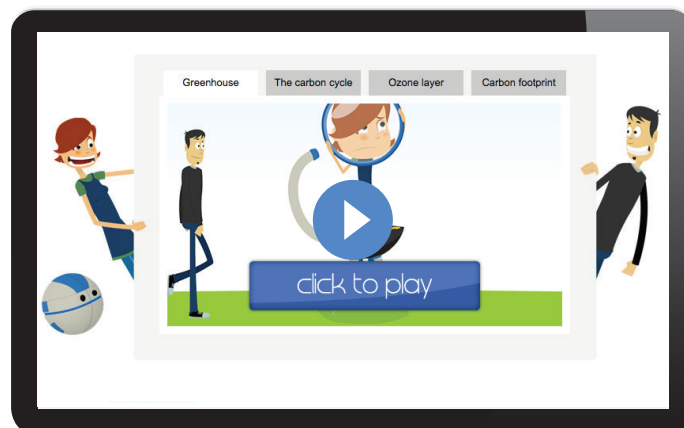 Greenhouse
The carbon cycle
Ozone layer
Carbon footprint
click to play